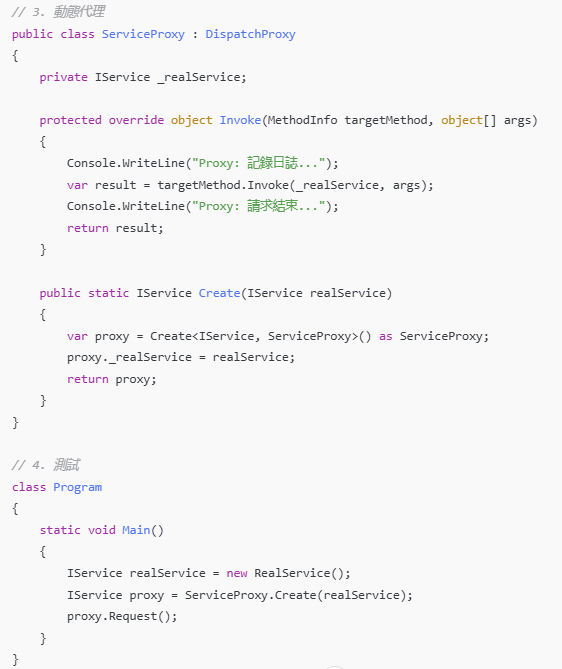 // 3. 動態代理
public class ServiceProxy : DispatchProxy
{
    private IService _realService;

    protected override object Invoke(MethodInfo targetMethod, object[] args)
    {
        Console.WriteLine("Proxy: 記錄日誌...");
        var result = targetMethod.Invoke(_realService, args);
        Console.WriteLine("Proxy: 請求結束...");
        return result;
    }

    public static IService Create(IService realService)
    {
        var proxy = Create<IService, ServiceProxy>() as ServiceProxy;
        proxy._realService = realService;
        return proxy;
    }
}

// 4. 測試
class Program
{
    static void Main()
    {
        IService realService = new RealService();
        IService proxy = ServiceProxy.Create(realService);
        proxy.Request();
    }
}